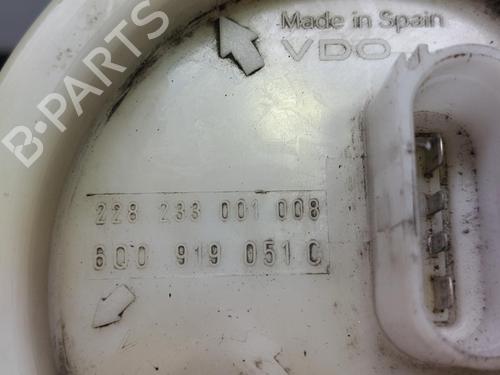 Made in Spain
VDO
B-PARTS
228 233 001 008
6Q0 919 051 C